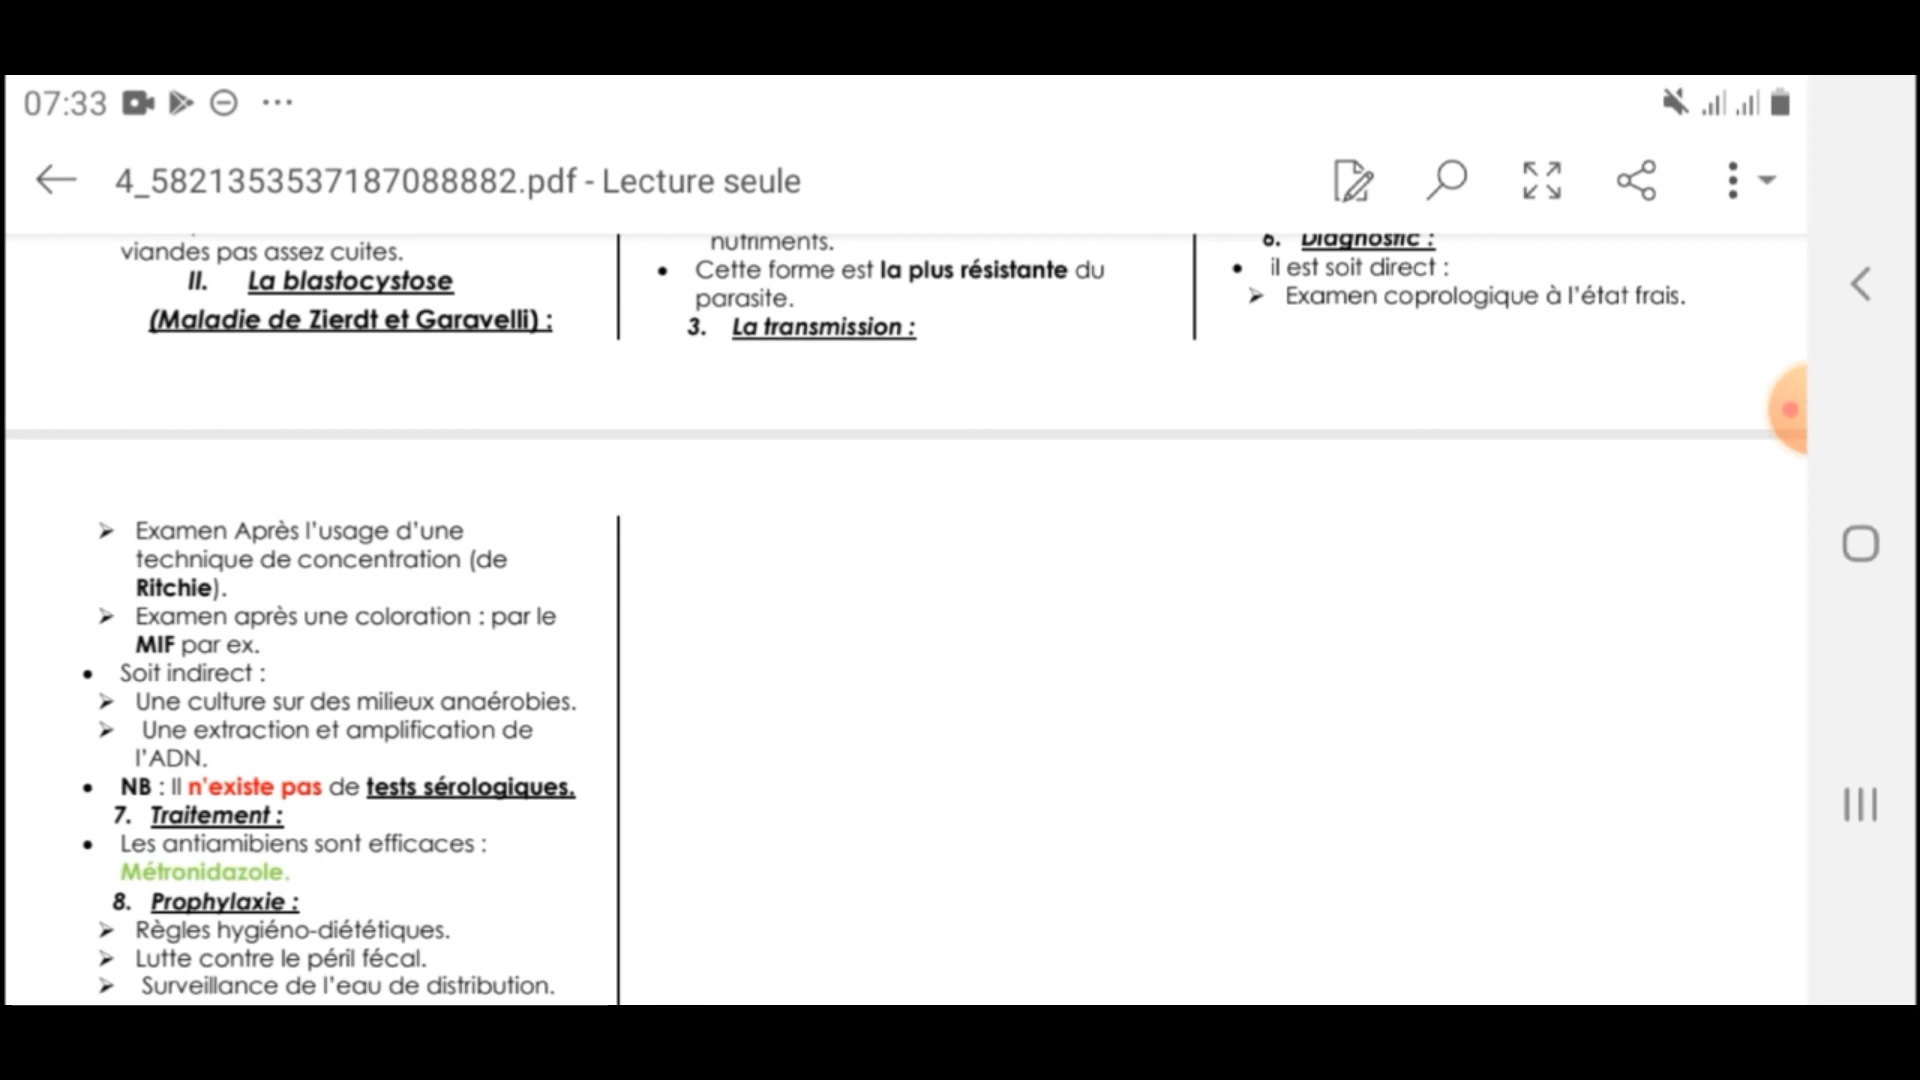 07:33
4_5821353537187088882.pdf - Lecture seule
viandes pas assez cuites.
II. La blastocystose
(Maladie de Zierdt et Garavelli) :
nutriments.
• Cette forme est la plus résistante du
parasite.
3. La transmission :
6. Diagnostic :
• il est soit direct :
➢ Examen coprologique à l'état frais.
➢ Examen Après l'usage d'une
technique de concentration (de
Ritchie).
➢ Examen après une coloration : par le
MIF par ex.
• Soit indirect :
➢ Une culture sur des milieux anaérobies.
➢ Une extraction et amplification de
l'ADN.
• NB : Il n'existe pas de tests sérologiques.
7. Traitement :
• Les antiamibiens sont efficaces :
Métronidazole.
8. Prophylaxie :
➢ Règles hygiéno-diététiques.
➢ Lutte contre le péril fécal.
➢ Surveillance de l'eau de distribution.